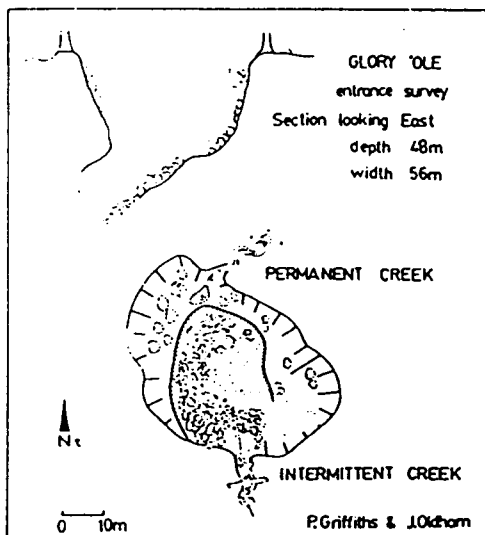 GLORY 'OLE
entrance survey
Section looking East
depth 48m
width 56m
PERMANENT CREEK
Nt
INTERMITTENT CREEK
0 10m
P.Griffiths & J.Oldham